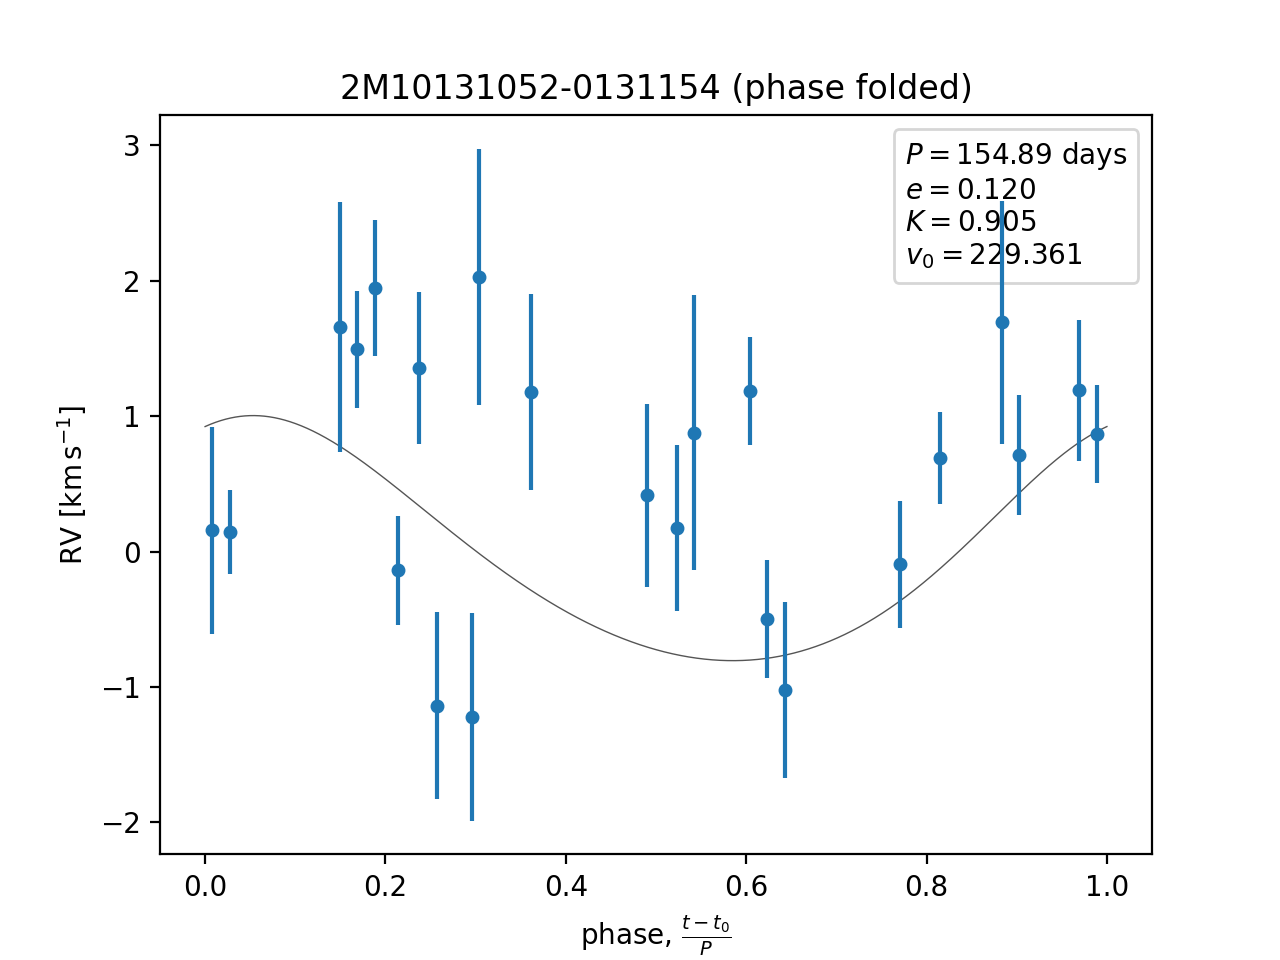 2M10131052-0131154 (phase folded)
P = 154.89 days
e = 0.120
K = 0.905
v₀ = 229.361
RV [km s⁻¹]
3
2
1
0
−1
−2
0.0 0.2 0.4 0.6 0.8 1.0
phase, (t − t₀)/P